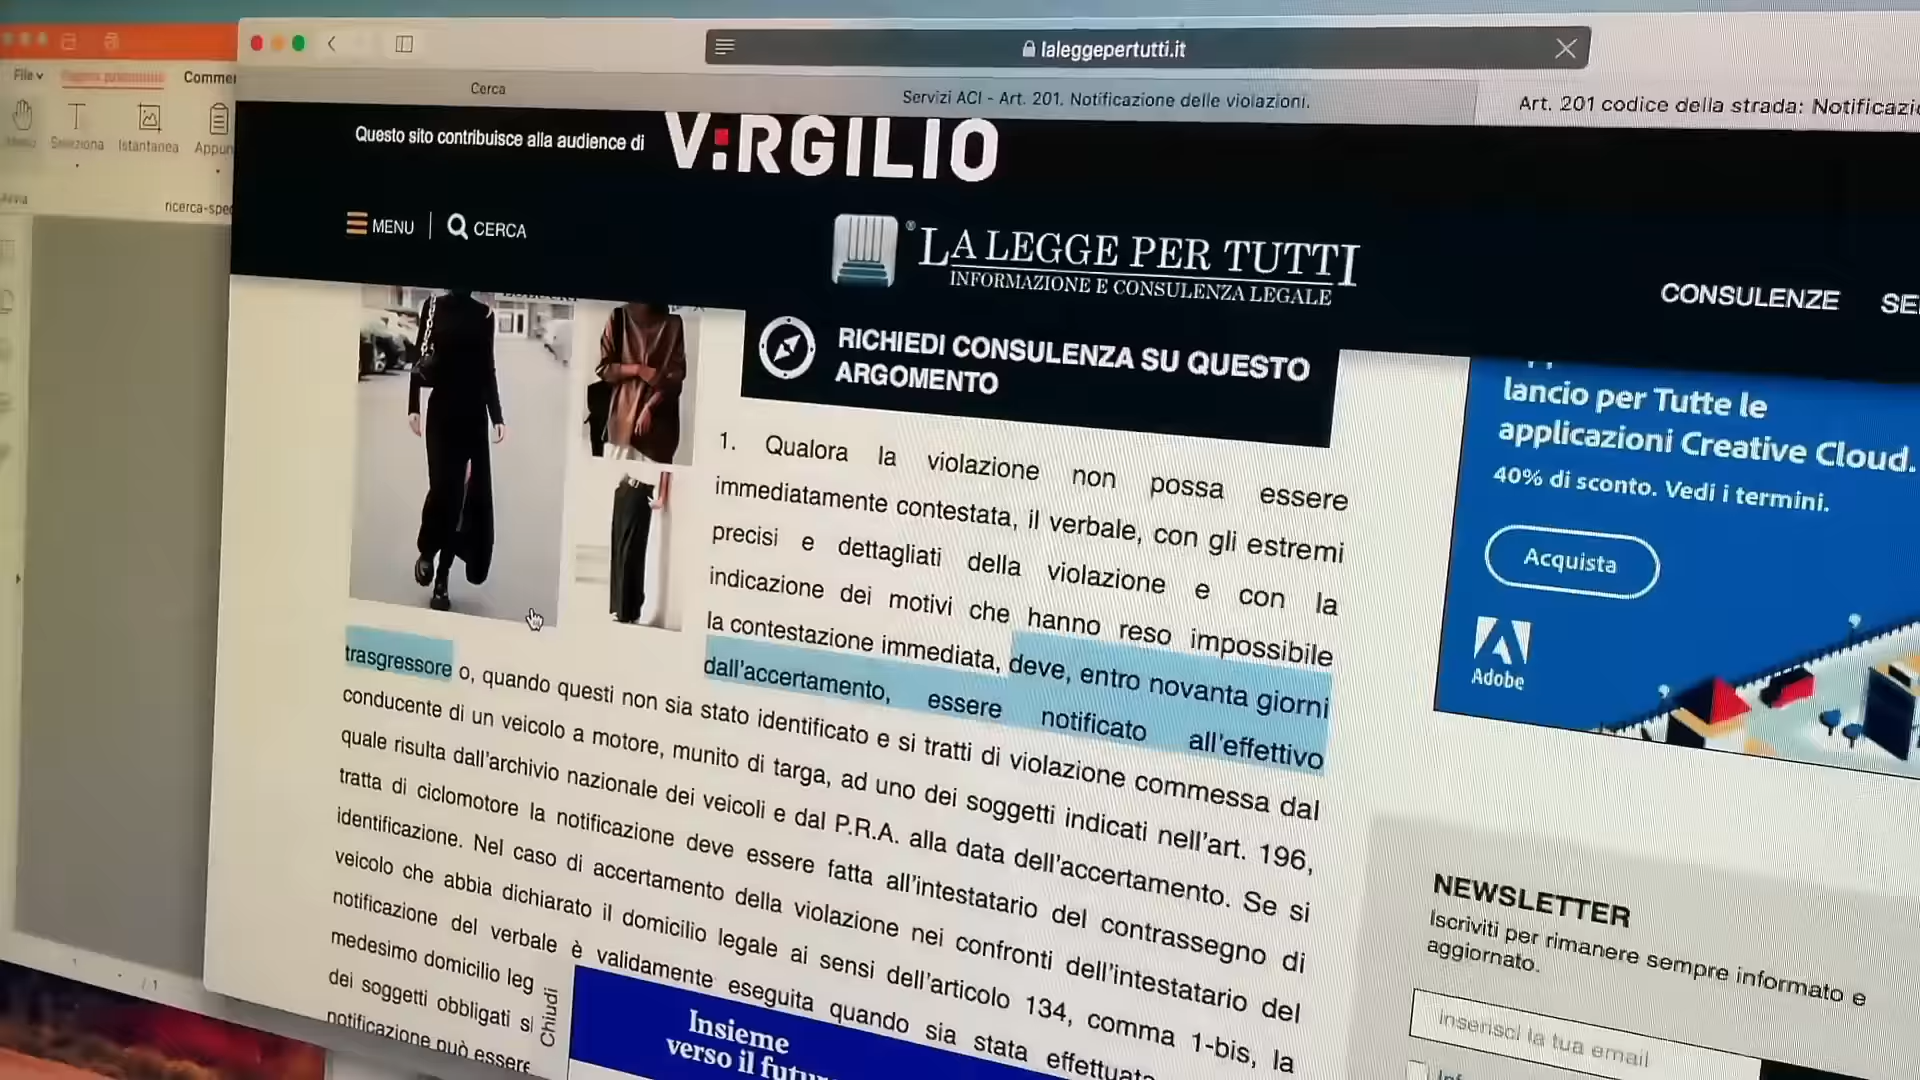 laleggepertutti.it
File
Comme
Cerca
Servizi ACI - Art. 201. Notificazione delle violazioni.
Art. 201 codice della strada: Notificazi
Seleziona
Istantanea
Appun
Questo sito contribuisce alla audience di
VIRGILIO
ricerca-spe
MENU
CERCA
LA LEGGE PER TUTTI
INFORMAZIONE E CONSULENZA LEGALE
CONSULENZE
SE
RICHIEDI CONSULENZA SU QUESTO
ARGOMENTO
lancio per Tutte le
applicazioni Creative Cloud.
40% di sconto. Vedi i termini.
Acquista
Adobe
1. Qualora la violazione non possa essere
immediatamente contestata, il verbale, con gli estremi
precisi e dettagliati della violazione e con la
indicazione dei motivi che hanno reso impossibile
la contestazione immediata, deve, entro novanta giorni
dall'accertamento, essere notificato all'effettivo
trasgressore o, quando questi non sia stato identificato e si tratti di violazione commessa dal
conducente di un veicolo a motore, munito di targa, ad uno dei soggetti indicati nell'art. 196,
quale risulta dall'archivio nazionale dei veicoli e dal P.R.A. alla data dell'accertamento. Se si
tratta di ciclomotore la notificazione deve essere fatta all'intestatario del contrassegno di
identificazione. Nel caso di accertamento della violazione nei confronti dell'intestatario del
veicolo che abbia dichiarato il domicilio legale ai sensi dell'articolo 134, comma 1-bis, la
notificazione del verbale è validamente eseguita quando sia stata effettuata
medesimo domicilio leg
dei soggetti obbligati si
notificazione può essere
Chiudi
Insieme
verso il futu
NEWSLETTER
Iscriviti per rimanere sempre informato e
aggiornato.
Inserisci la tua email